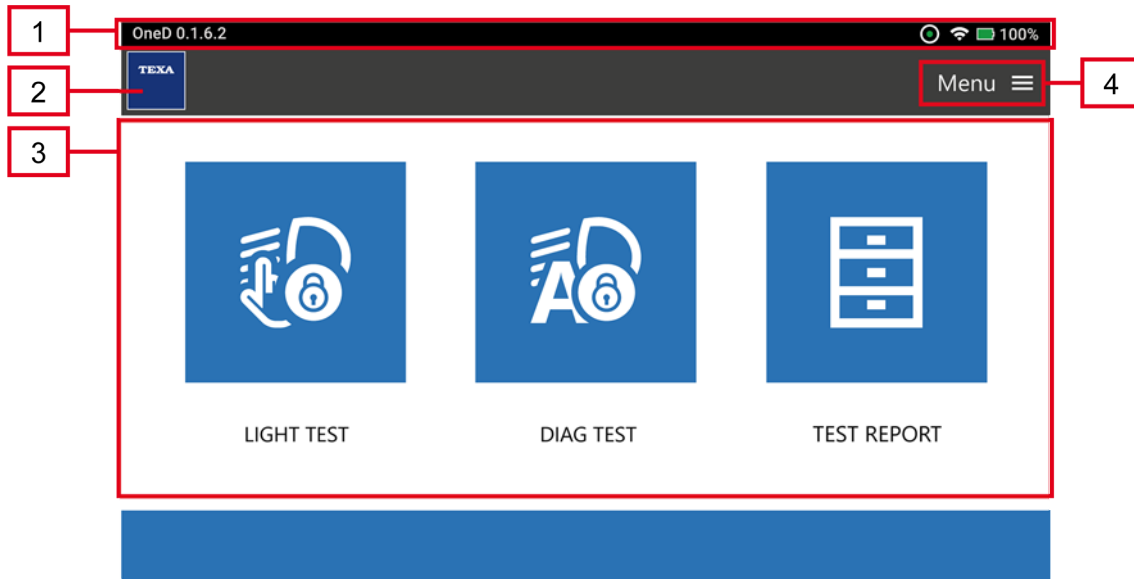 1
OneD 0.1.6.2
100%
2
TEXA
Menu
4
3
A
LIGHT TEST
DIAG TEST
TEST REPORT